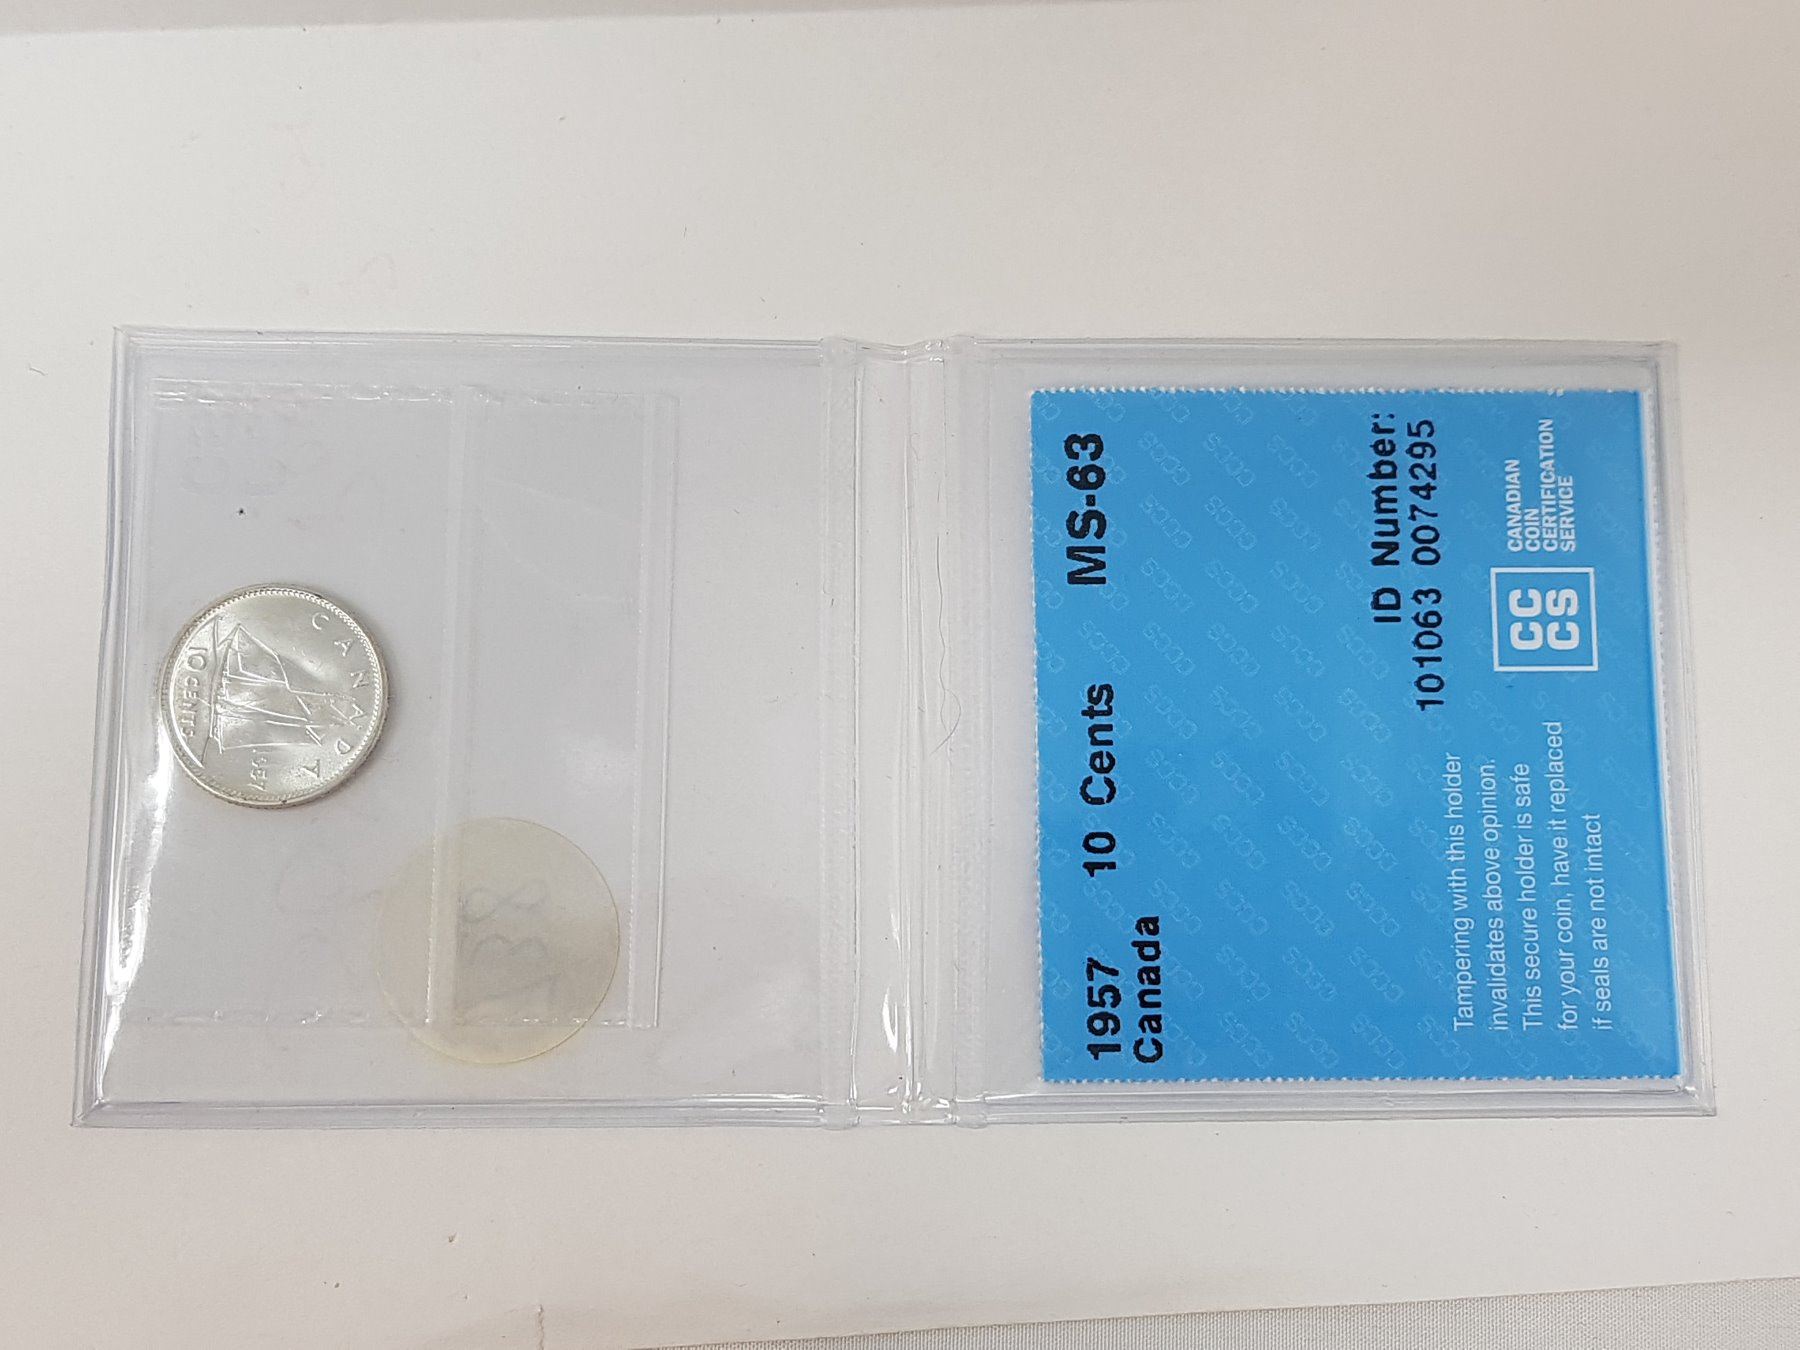 1957 10 Cents MS-63
Canada
ID Number:
101063 0074295
Tampering with this holder
invalidates above opinion.
This secure holder is safe
for your coin, have it replaced
if seals are not intact
CC
CS
CANADIAN
COIN
CERTIFICATION
SERVICE
CANADA
1957
10 CENTS